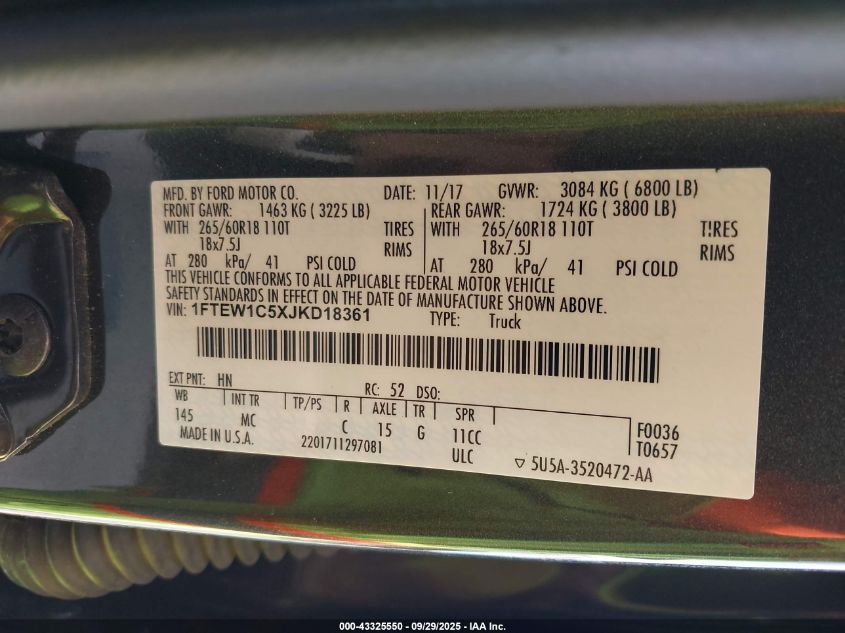 MFD. BY FORD MOTOR CO. DATE: 11/17 GVWR: 3084 KG ( 6800 LB)
FRONT GAWR: 1463 KG ( 3225 LB) REAR GAWR: 1724 KG ( 3800 LB)
WITH 265/60R18 110T TIRES WITH 265/60R18 110T TIRES
18x7.5J RIMS 18x7.5J RIMS
AT 280 kPa/ 41 PSI COLD AT 280 kPa/ 41 PSI COLD
THIS VEHICLE CONFORMS TO ALL APPLICABLE FEDERAL MOTOR VEHICLE
SAFETY STANDARDS IN EFFECT ON THE DATE OF MANUFACTURE SHOWN ABOVE.
VIN: 1FTEW1C5XJKD18361 TYPE: Truck
EXT PNT: HN RC: 52 DSO:
WB INT TR TP/PS R AXLE TR SPR
145 MC C 15 G 11CC F0036
MADE IN U.S.A. 2201711297081 ULC T0657
▽ 5U5A-3520472-AA
000-43325550 - 09/29/2025 - IAA Inc.